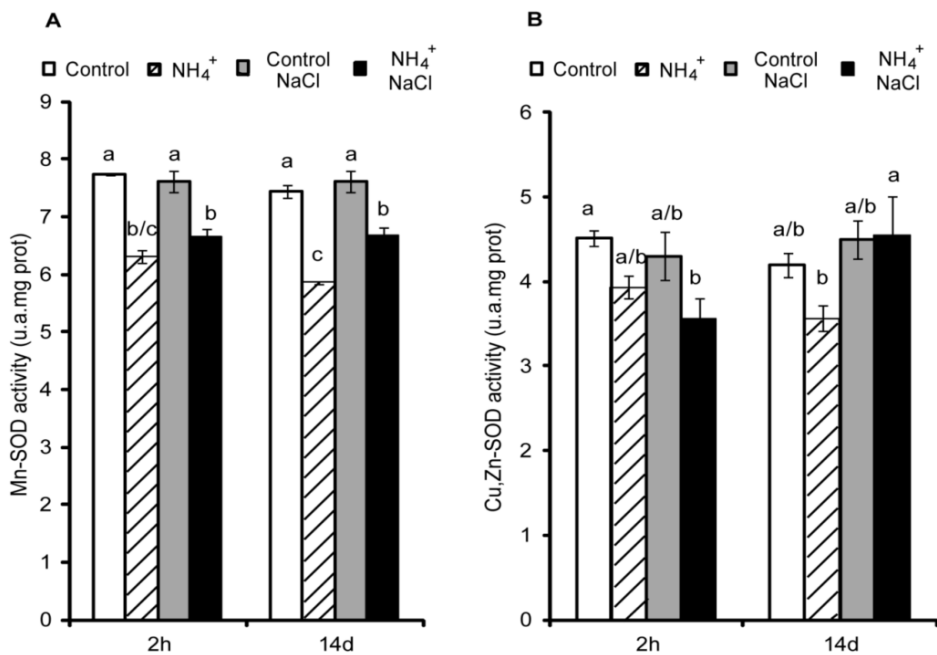 A
Control NH₄⁺ Control NaCl NH₄⁺ NaCl
Mn-SOD activity (u.a.mg prot)
9
8
7
6
5
4
3
2
1
0
a b/c a b
a c a b
2h 14d
B
Control NH₄⁺ Control NaCl NH₄⁺ NaCl
Cu,Zn-SOD activity (u.a.mg prot)
6
5
4
3
2
1
0
a a/b a/b b
a/b b a/b a
2h 14d